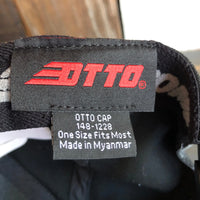 OTTO®
OTTO CAP
148-1228
One Size Fits Most
Made in Myanmar